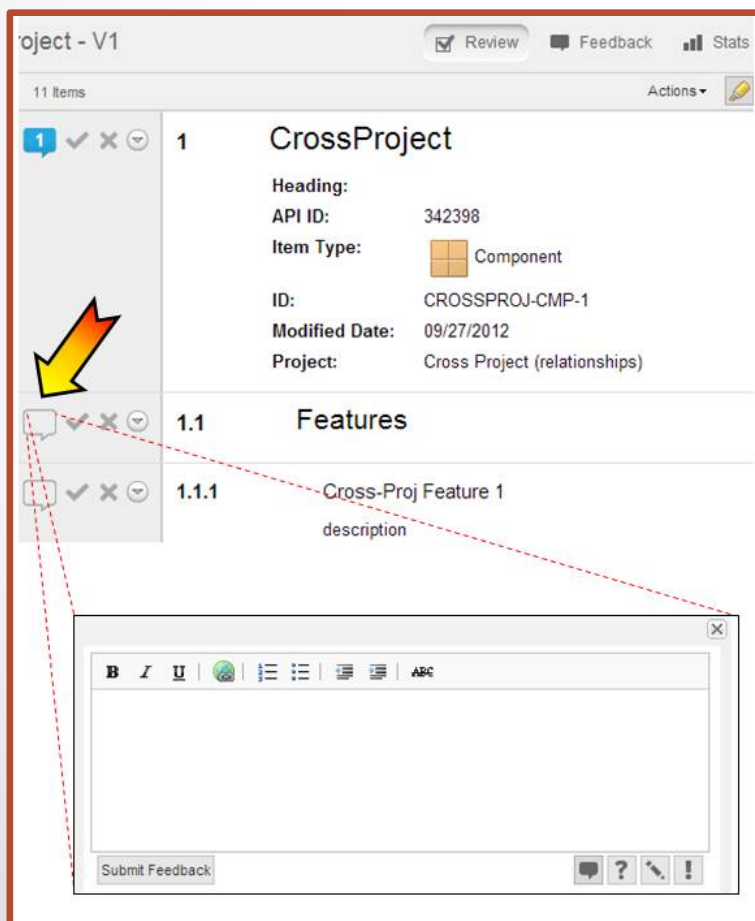 roject - V1 Review Feedback Stats
11 Items Actions
1 1 CrossProject
Heading:
API ID: 342398
Item Type: Component
ID: CROSSPROJ-CMP-1
Modified Date: 09/27/2012
Project: Cross Project (relationships)
1.1 Features
1.1.1 Cross-Proj Feature 1
description
B I U ABC
Submit Feedback ? !